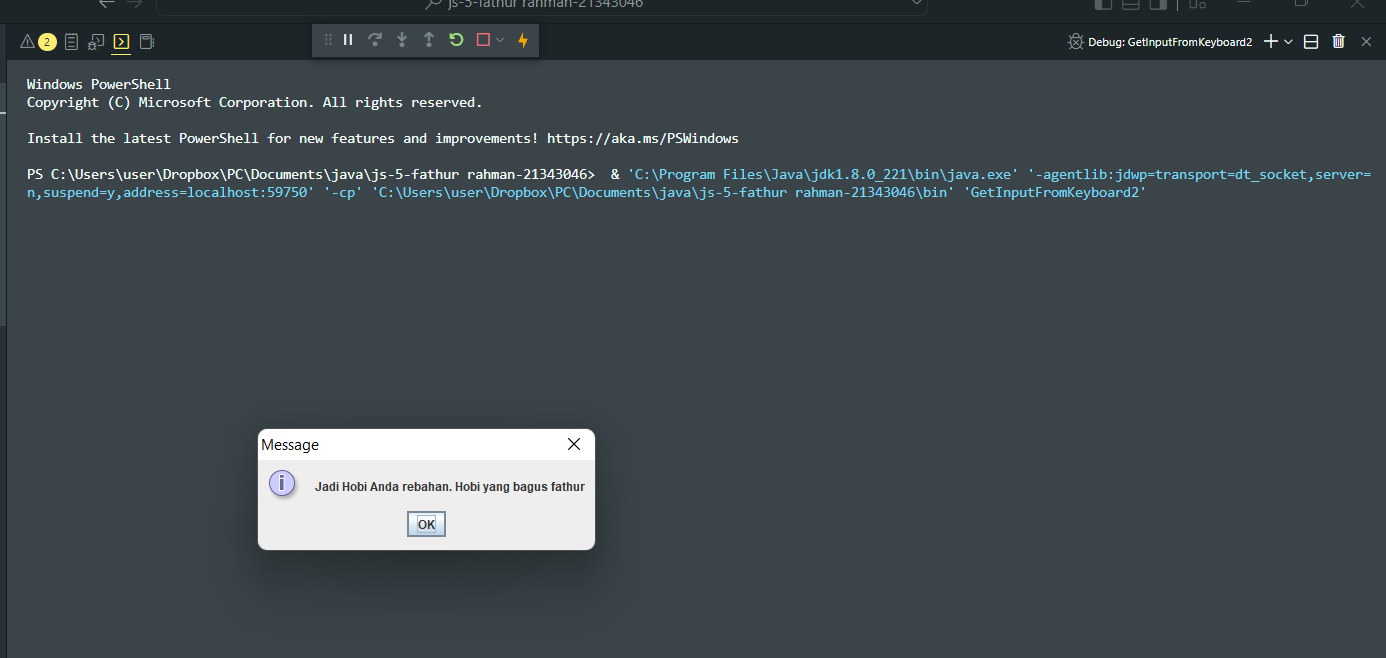 js-5-fathur rahman-21343046
2
Debug: GetInputFromKeyboard2
Windows PowerShell
Copyright (C) Microsoft Corporation. All rights reserved.
Install the latest PowerShell for new features and improvements! https://aka.ms/PSWindows
PS C:\Users\user\Dropbox\PC\Documents\java\js-5-fathur rahman-21343046>  & 'C:\Program Files\Java\jdk1.8.0_221\bin\java.exe' '-agentlib:jdwp=transport=dt_socket,server=
n,suspend=y,address=localhost:59750' '-cp' 'C:\Users\user\Dropbox\PC\Documents\java\js-5-fathur rahman-21343046\bin' 'GetInputFromKeyboard2'
Message
Jadi Hobi Anda rebahan. Hobi yang bagus fathur
OK